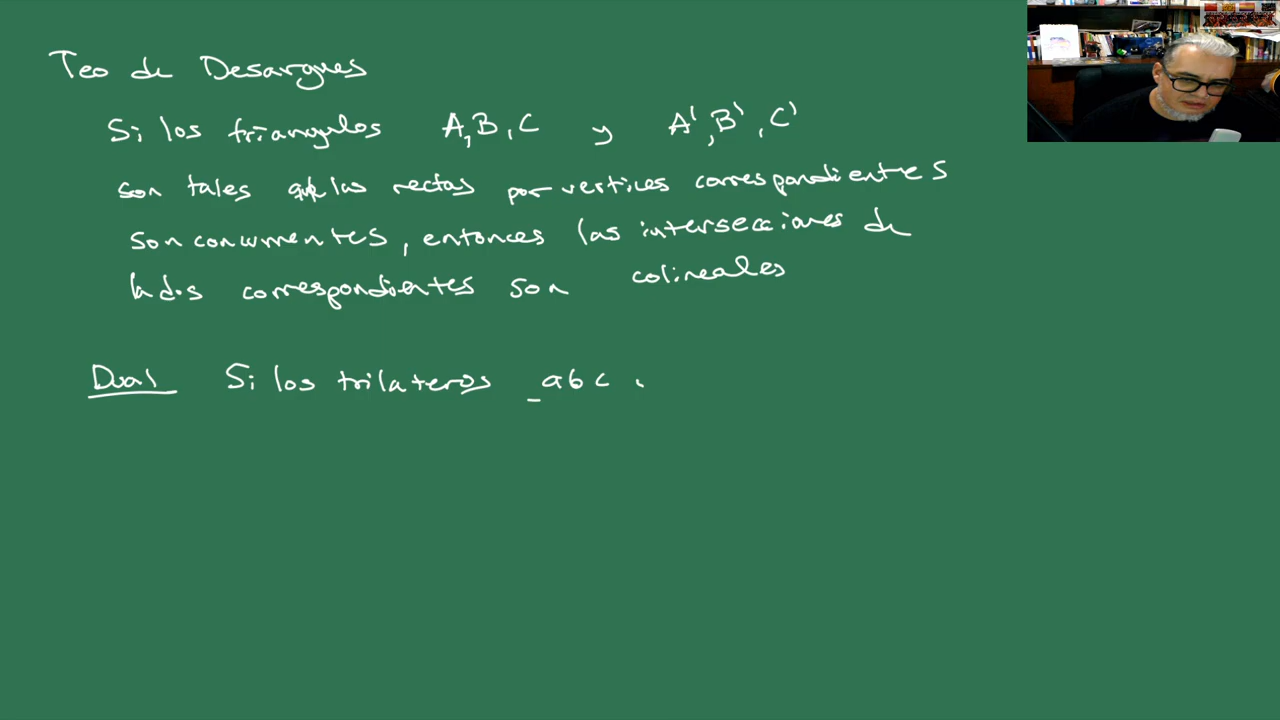 Teo de Desargues
Si los triangulos A, B, C y A', B', C'
son tales que las rectas por vertices correspondientes
son concurrentes, entonces las intersecciones de
lados correspondientes son colineales
Dual Si los trilateros abc